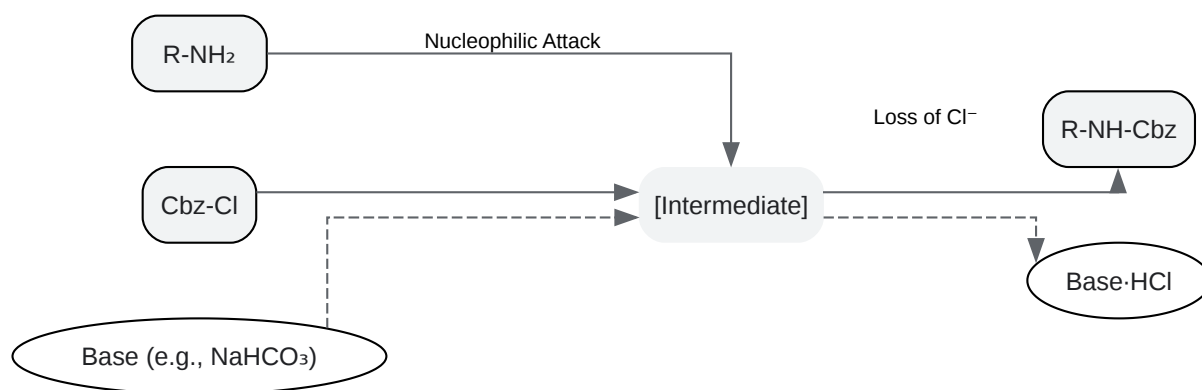 R-NH₂
Nucleophilic Attack
Loss of Cl⁻
R-NH-Cbz
Cbz-Cl
[Intermediate]
Base·HCl
Base (e.g., NaHCO₃)